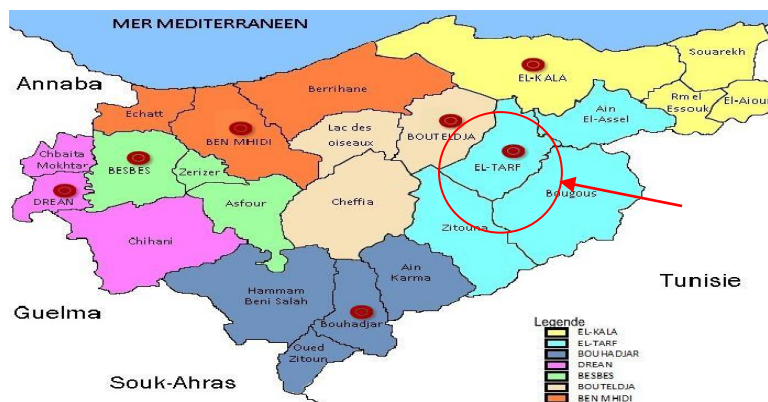 MER MEDITERRANEEN
Annaba
Souarekh
EL-KALA
Berrihane
Rm el
Essouk
El-Aioun
Echatt
Ain
El-Assel
Lac des
oiseaux
BOUTELDJA
BEN MHIDI
Chbaita
Mokhtar
BESBES
Zerizer
EL-TARF
DREAN
Asfour
Cheffia
Bougous
Zitouna
Chihani
Ain
Karma
Tunisie
Hammam
Beni Salah
Guelma
Bouhadjar
Oued
Zitoun
Souk-Ahras
Legende
EL-KALA
EL-TARF
BOUHADJAR
DREAN
BESBES
BOUTELDJA
BEN MHIDI